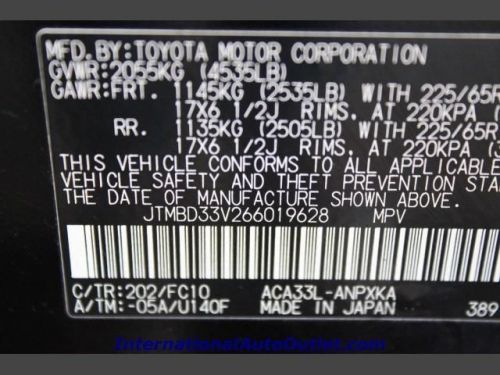 MFD.BY:TOYOTA MOTOR CORPORATION
GVWR:2055KG (4535LB)
GAWR:FRT. 1145KG (2535LB) WITH 225/65R
17X6 1/2J RIMS. AT 220KPA (3
RR. 1135KG (2505LB) WITH 225/65R
17X6 1/2J RIMS. AT 220KPA (3
THIS VEHICLE CONFORMS TO ALL APPLICABLE
VEHICLE SAFETY AND THEFT PREVENTION STA
THE DATE OF MANUFACTURE SHOWN ABOVE.
JTMBD33V266019628 MPV
C/TR:202/FC10 ACA33L-ANPXKA
A/TM:-05A/U140F MADE IN JAPAN 389
InternationalAutoOutlet.com